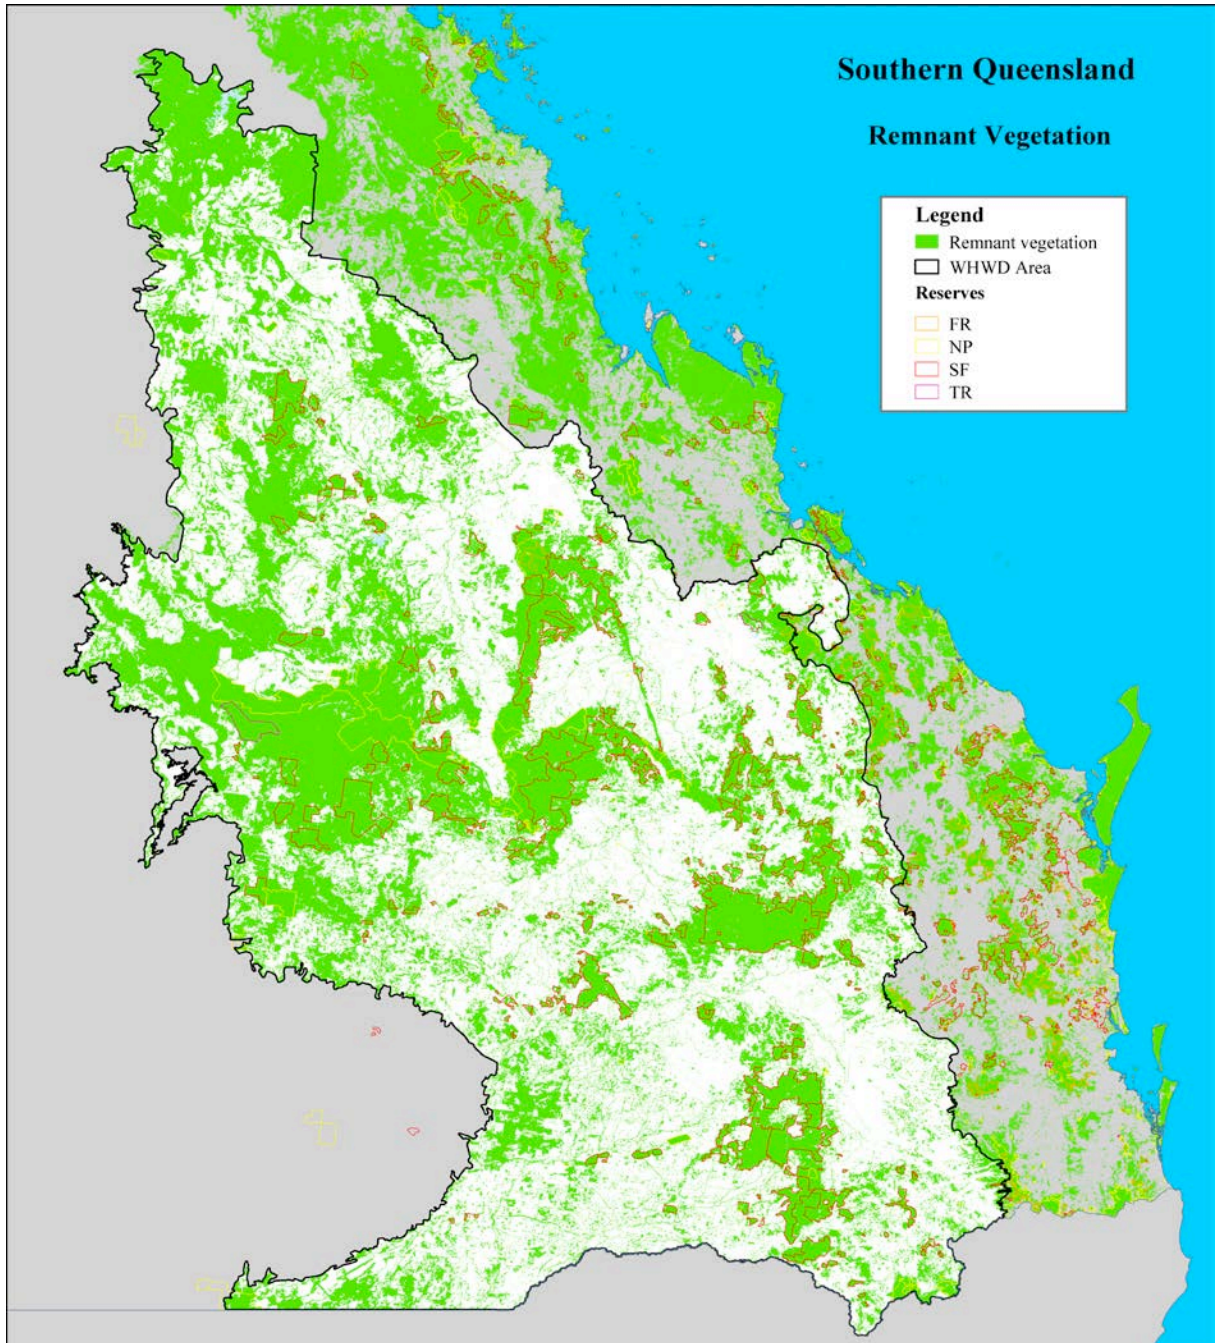 Southern Queensland
Remnant Vegetation
Legend
Remnant vegetation
WHWD Area
Reserves
FR
NP
SF
TR